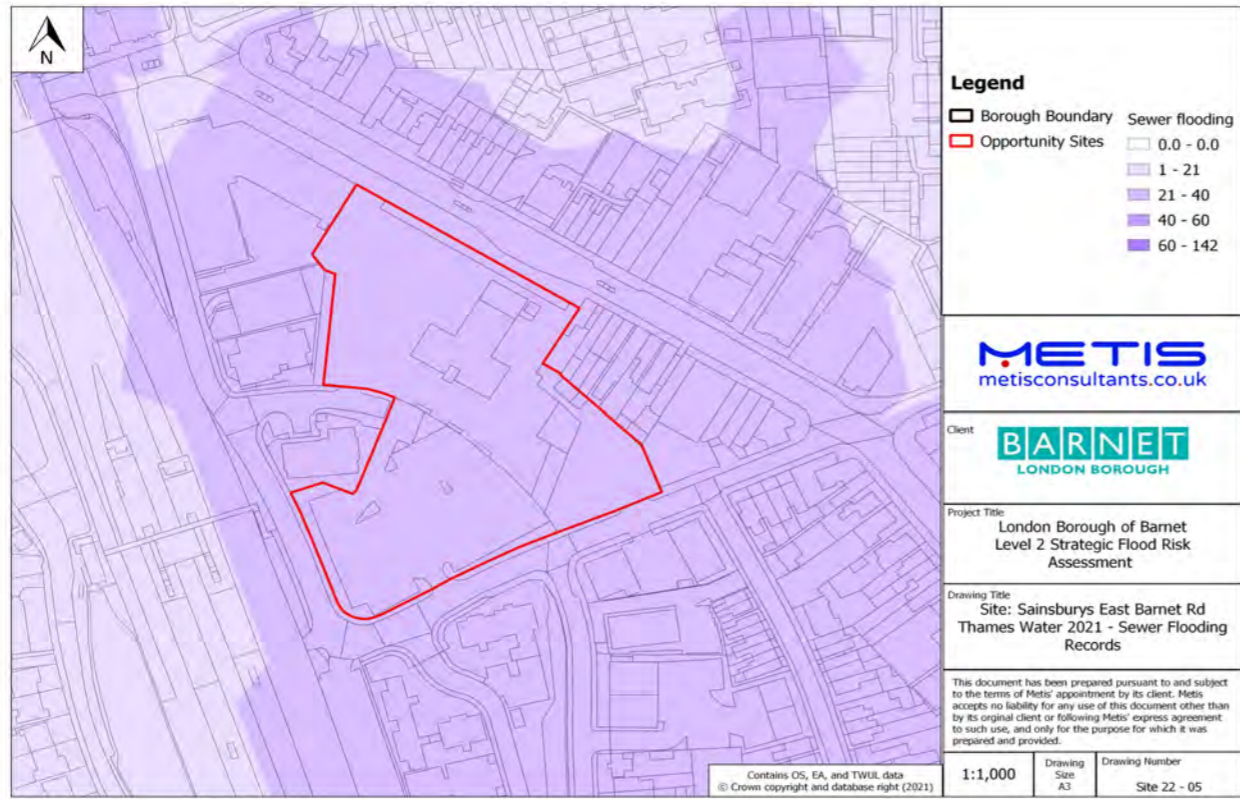 N
Legend
Borough Boundary
Opportunity Sites
Sewer flooding
0.0 - 0.0
1 - 21
21 - 40
40 - 60
60 - 142
METIS
metisconsultants.co.uk
Client
BARNET
LONDON BOROUGH
Project Title
London Borough of Barnet
Level 2 Strategic Flood Risk
Assessment
Drawing Title
Site: Sainsburys East Barnet Rd
Thames Water 2021 - Sewer Flooding
Records
This document has been prepared pursuant to and subject
to the terms of Metis' appointment by its client. Metis
accepts no liability for any use of this document other than
by its orginal client or following Metis' express agreement
to such use, and only for the purpose for which it was
prepared and provided.
1:1,000
Drawing
Size
A3
Drawing Number
Site 22 - 05
Contains OS, EA, and TWUL data
© Crown copyright and database right (2021)